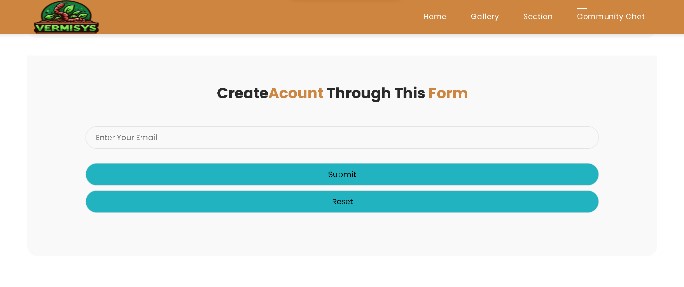 VERMISYS
Home Gallery Section Community Chat
CreateAcount Through This Form
Enter Your Email
Submit
Reset